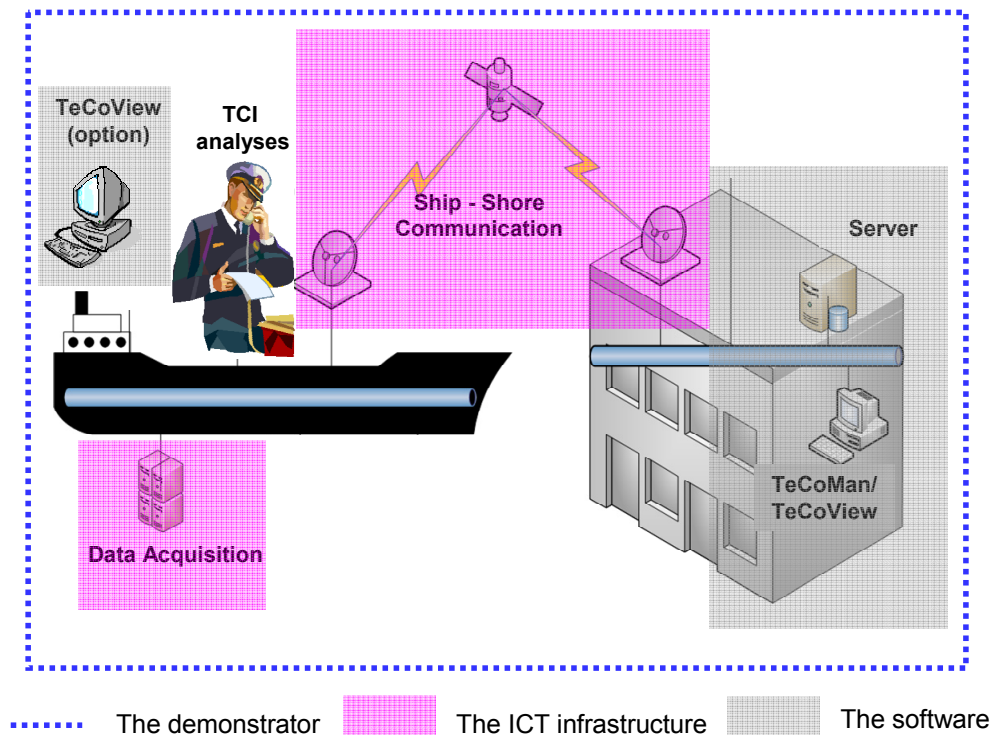 TeCoView
(option)
TCI
analyses
Ship - Shore
Communication
Server
TeCoMan/
TeCoView
Data Acquisition
The demonstrator
The ICT infrastructure
The software